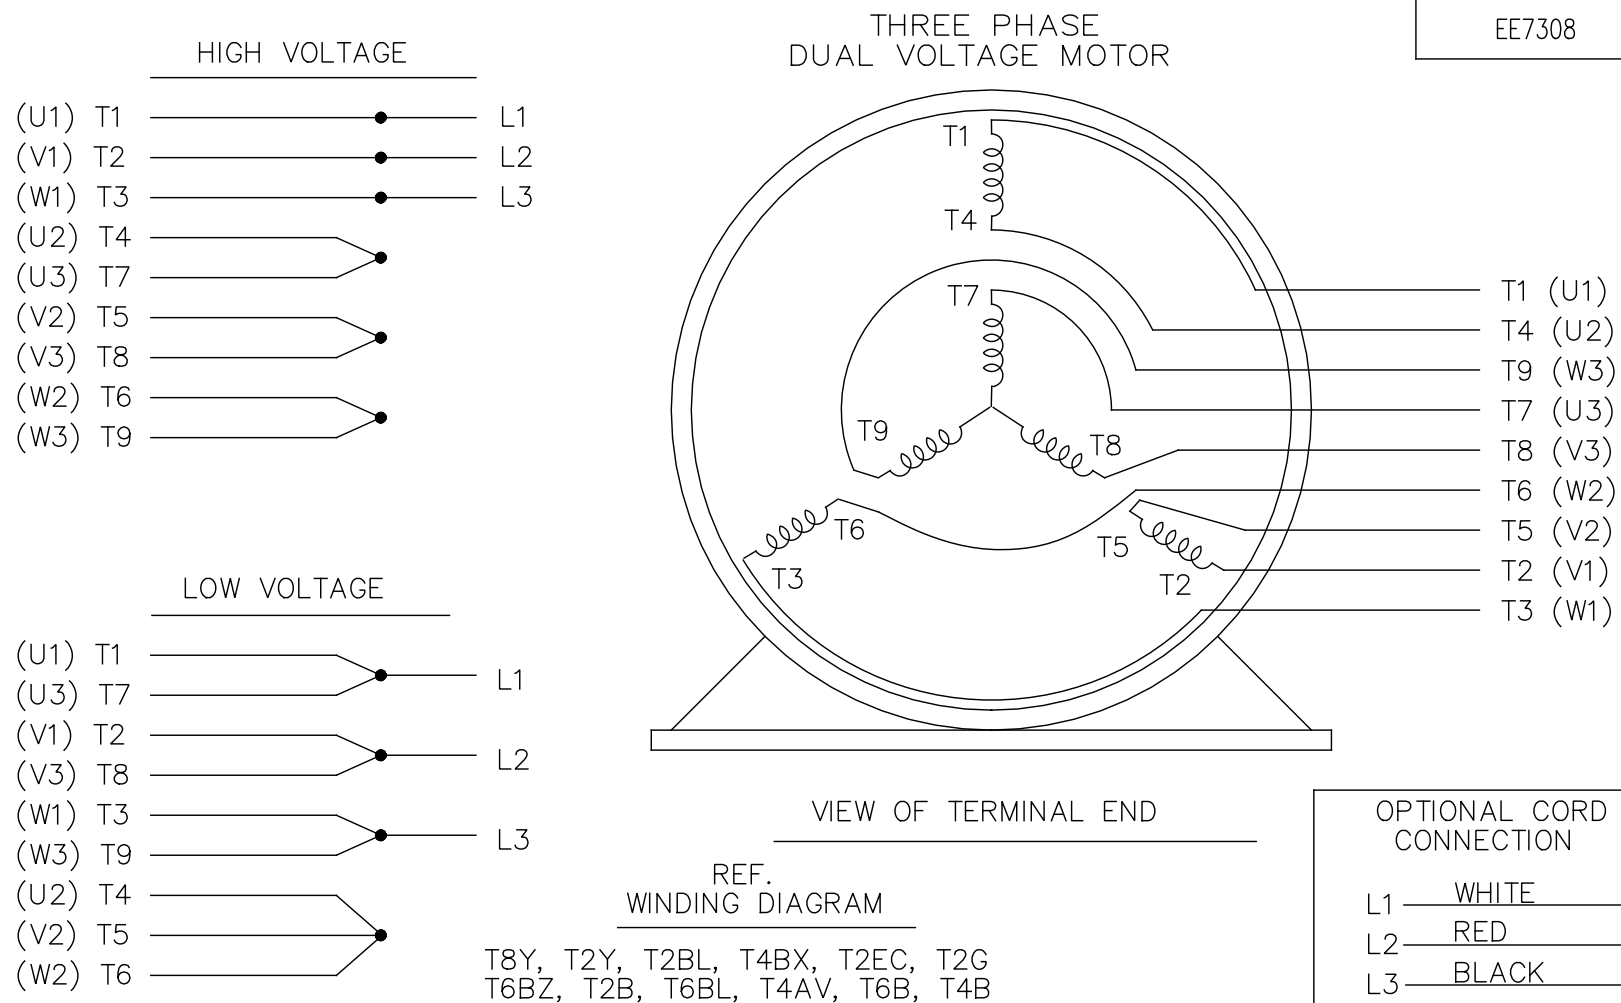 THREE PHASE
DUAL VOLTAGE MOTOR
EE7308
HIGH VOLTAGE
(U1) T1 L1
(V1) T2 L2
(W1) T3 L3
(U2) T4
(U3) T7
(V2) T5
(V3) T8
(W2) T6
(W3) T9
T1
T4
T7
T9
T8
T6
T5
T3
T2
T1 (U1)
T4 (U2)
T9 (W3)
T7 (U3)
T8 (V3)
T6 (W2)
T5 (V2)
T2 (V1)
T3 (W1)
LOW VOLTAGE
(U1) T1
L1
(U3) T7
(V1) T2
L2
(V3) T8
(W1) T3
L3
(W3) T9
(U2) T4
(V2) T5
(W2) T6
VIEW OF TERMINAL END
REF.
WINDING DIAGRAM
T8Y, T2Y, T2BL, T4BX, T2EC, T2G
T6BZ, T2B, T6BL, T4AV, T6B, T4B
OPTIONAL CORD
CONNECTION
L1 WHITE
L2 RED
L3 BLACK